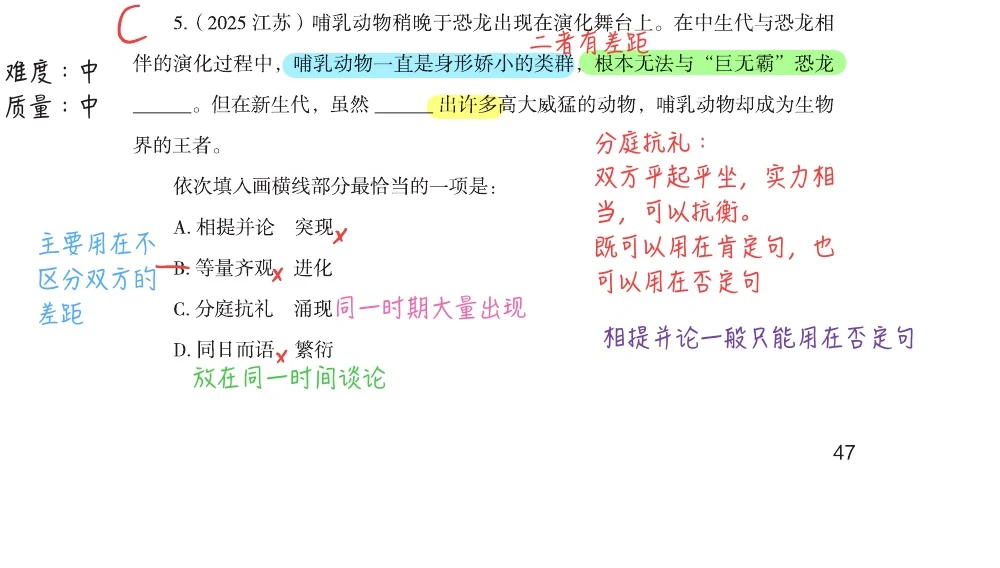 C
5.（2025 江苏）哺乳动物稍晚于恐龙出现在演化舞台上。在中生代与恐龙相
二者有差距
难度：中
伴的演化过程中，哺乳动物一直是身形娇小的类群，根本无法与“巨无霸”恐龙
质量：中
______。但在新生代，虽然 ______ 出许多高大威猛的动物，哺乳动物却成为生物
界的王者。
分庭抗礼：
双方平起平坐，实力相
当，可以抗衡。
既可以用在肯定句，也
可以用在否定句
依次填入画横线部分最恰当的一项是：
A. 相提并论 突现x
主要用在不
区分双方的
差距
B. 等量齐观x 进化
C. 分庭抗礼 涌现同一时期大量出现
相提并论一般只能用在否定句
D. 同日而语x 繁衍
放在同一时间谈论
47